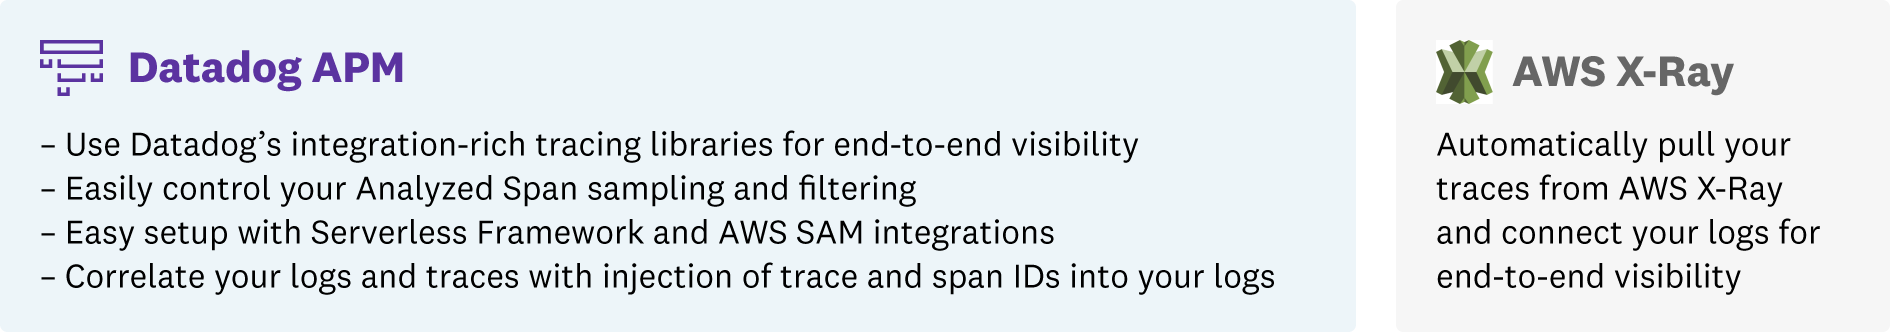 Datadog APM
– Use Datadog’s integration-rich tracing libraries for end-to-end visibility
– Easily control your Analyzed Span sampling and filtering
– Easy setup with Serverless Framework and AWS SAM integrations
– Correlate your logs and traces with injection of trace and span IDs into your logs
AWS X-Ray
Automatically pull your
traces from AWS X-Ray
and connect your logs for
end-to-end visibility